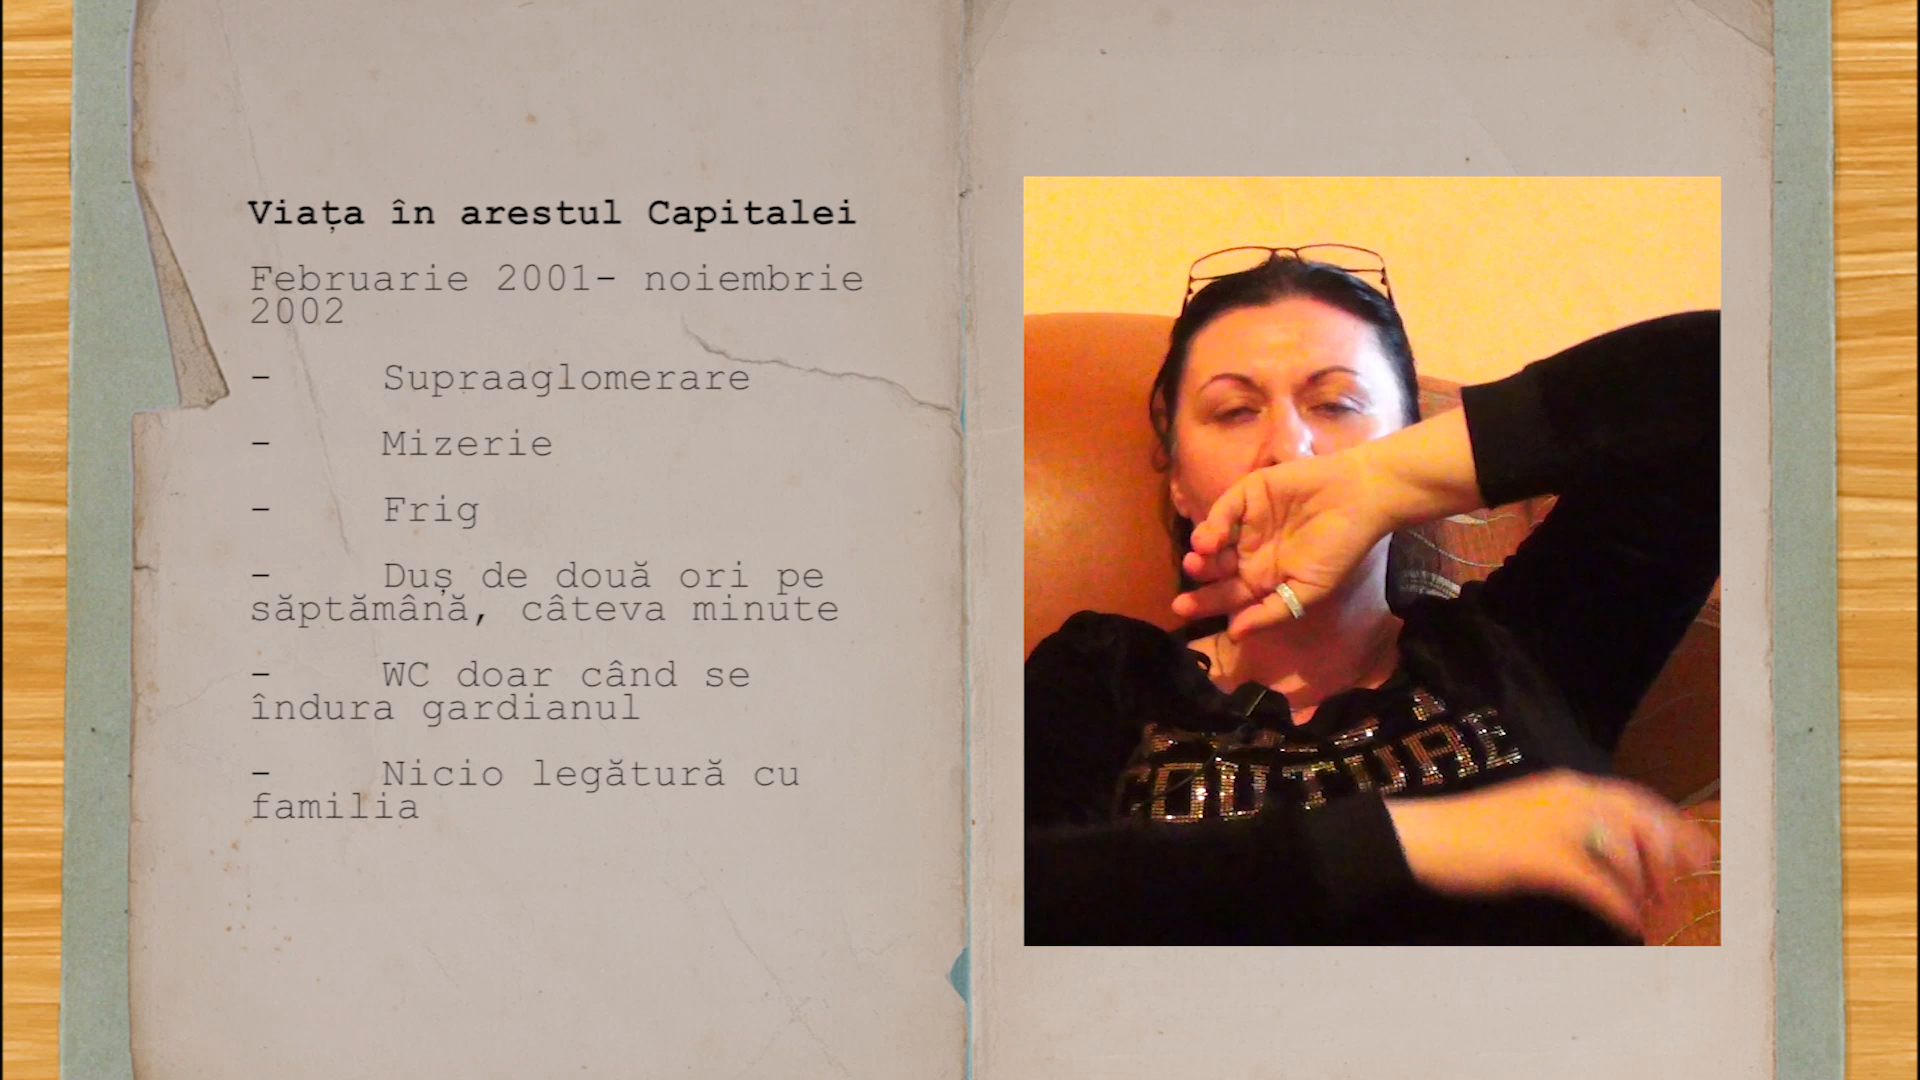 Viața în arestul Capitalei
Februarie 2001- noiembrie
2002
- Supraaglomerare
- Mizerie
- Frig
- Duș de două ori pe
săptămână, câteva minute
- WC doar când se
îndura gardianul
- Nicio legătură cu
familia
COUTURE